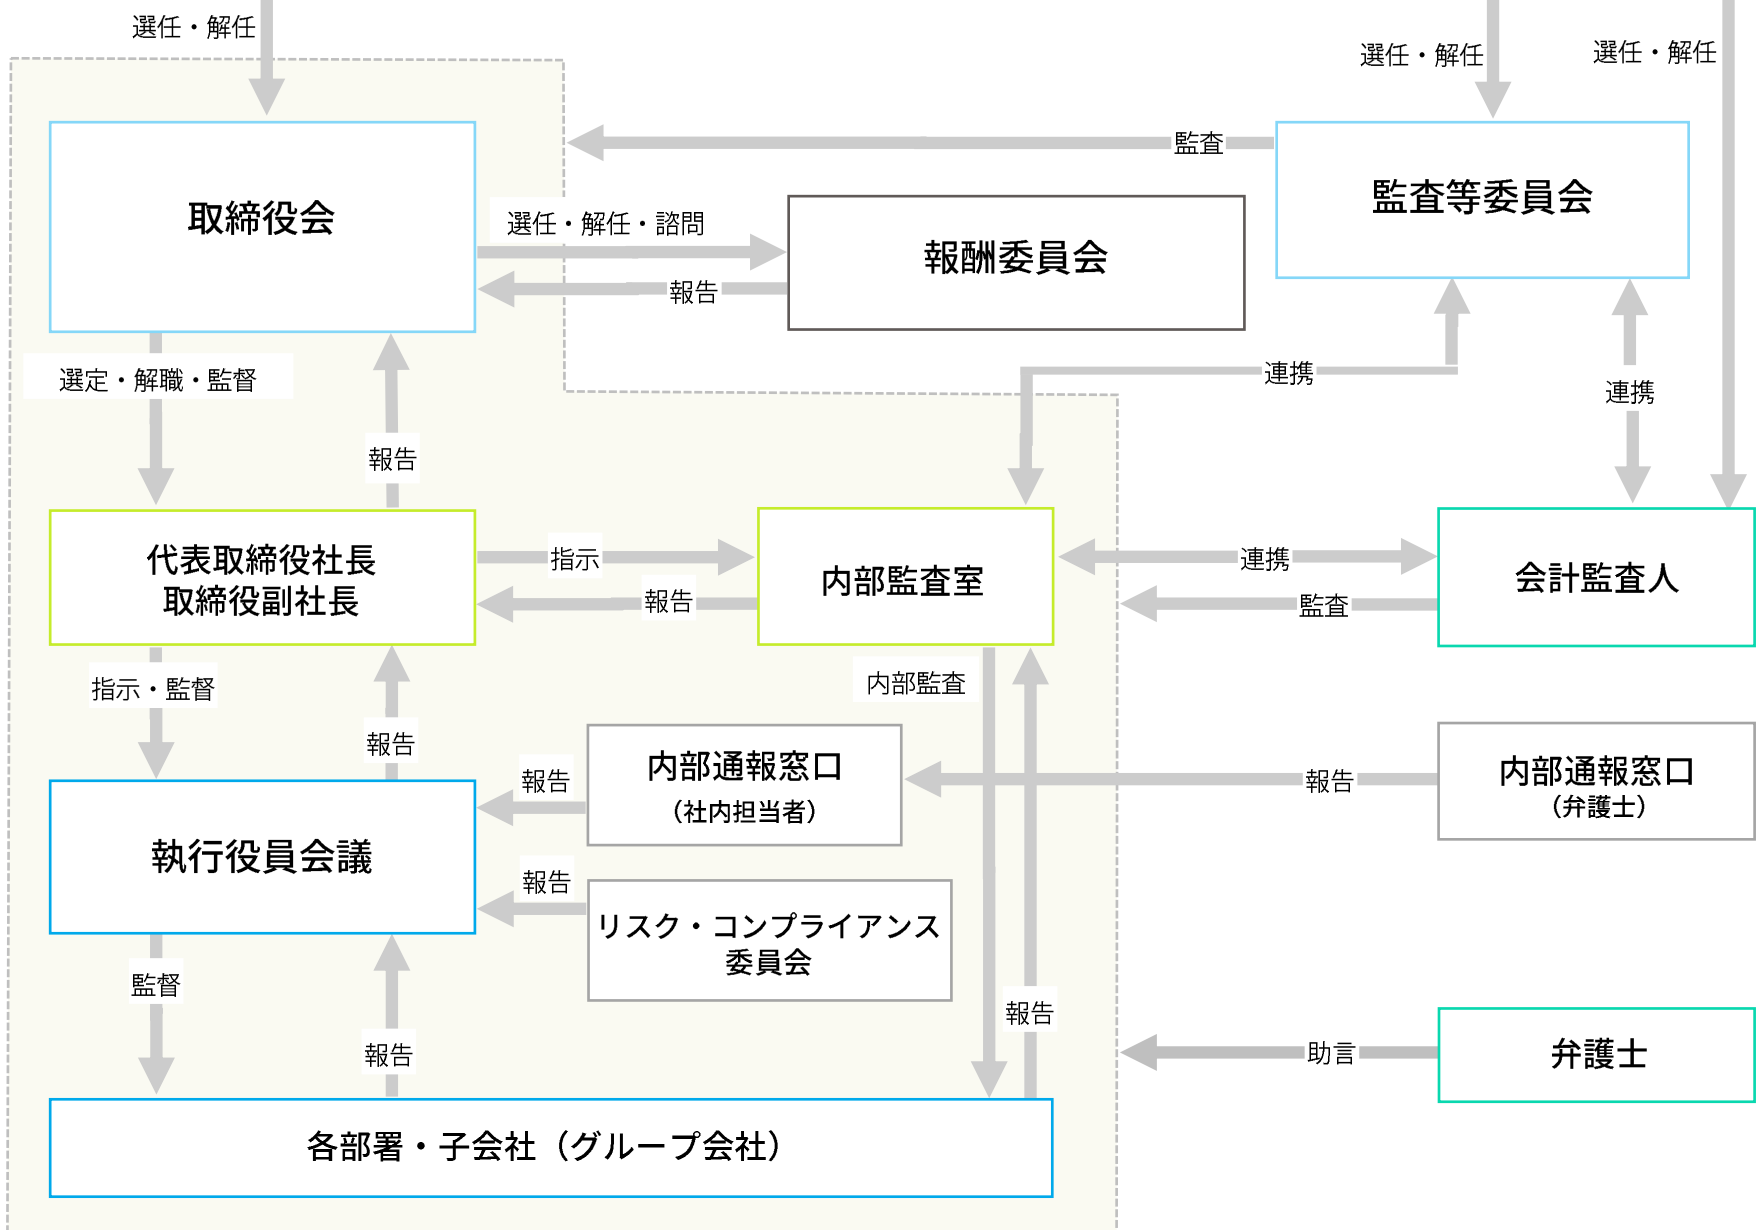 選任・解任
選任・解任
選任・解任
監査
取締役会
監査等委員会
選任・解任・諮問
報酬委員会
報告
選定・解職・監督
連携
連携
報告
代表取締役社長
取締役副社長
指示
報告
内部監査室
連携
監査
会計監査人
指示・監督
内部監査
報告
報告
内部通報窓口
（社内担当者）
報告
内部通報窓口
（弁護士）
執行役員会議
報告
リスク・コンプライアンス
委員会
監督
報告
報告
助言
弁護士
各部署・子会社（グループ会社）